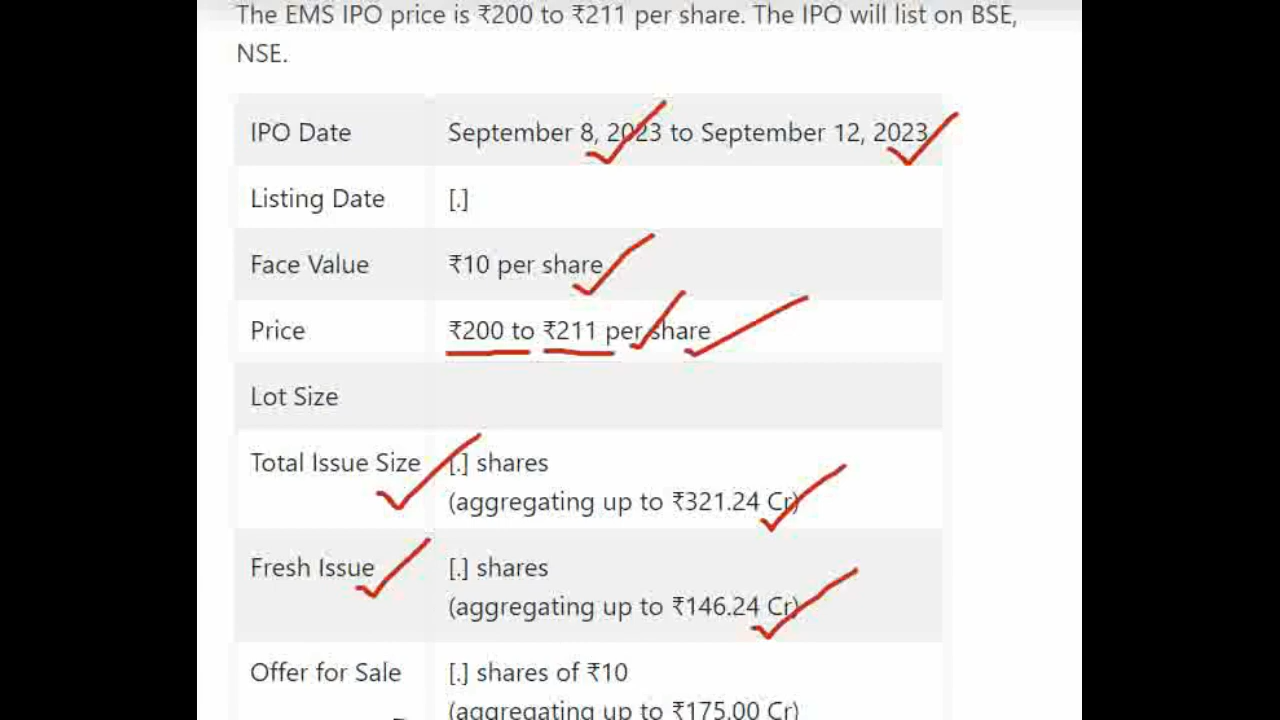 The EMS IPO price is ₹200 to ₹211 per share. The IPO will list on BSE,
NSE.
IPO Date September 8, 2023 to September 12, 2023
Listing Date [.]
Face Value ₹10 per share
Price ₹200 to ₹211 per share
Lot Size
Total Issue Size [.] shares
(aggregating up to ₹321.24 Cr)
Fresh Issue [.] shares
(aggregating up to ₹146.24 Cr)
Offer for Sale [.] shares of ₹10
(aggregating up to ₹175.00 Cr)